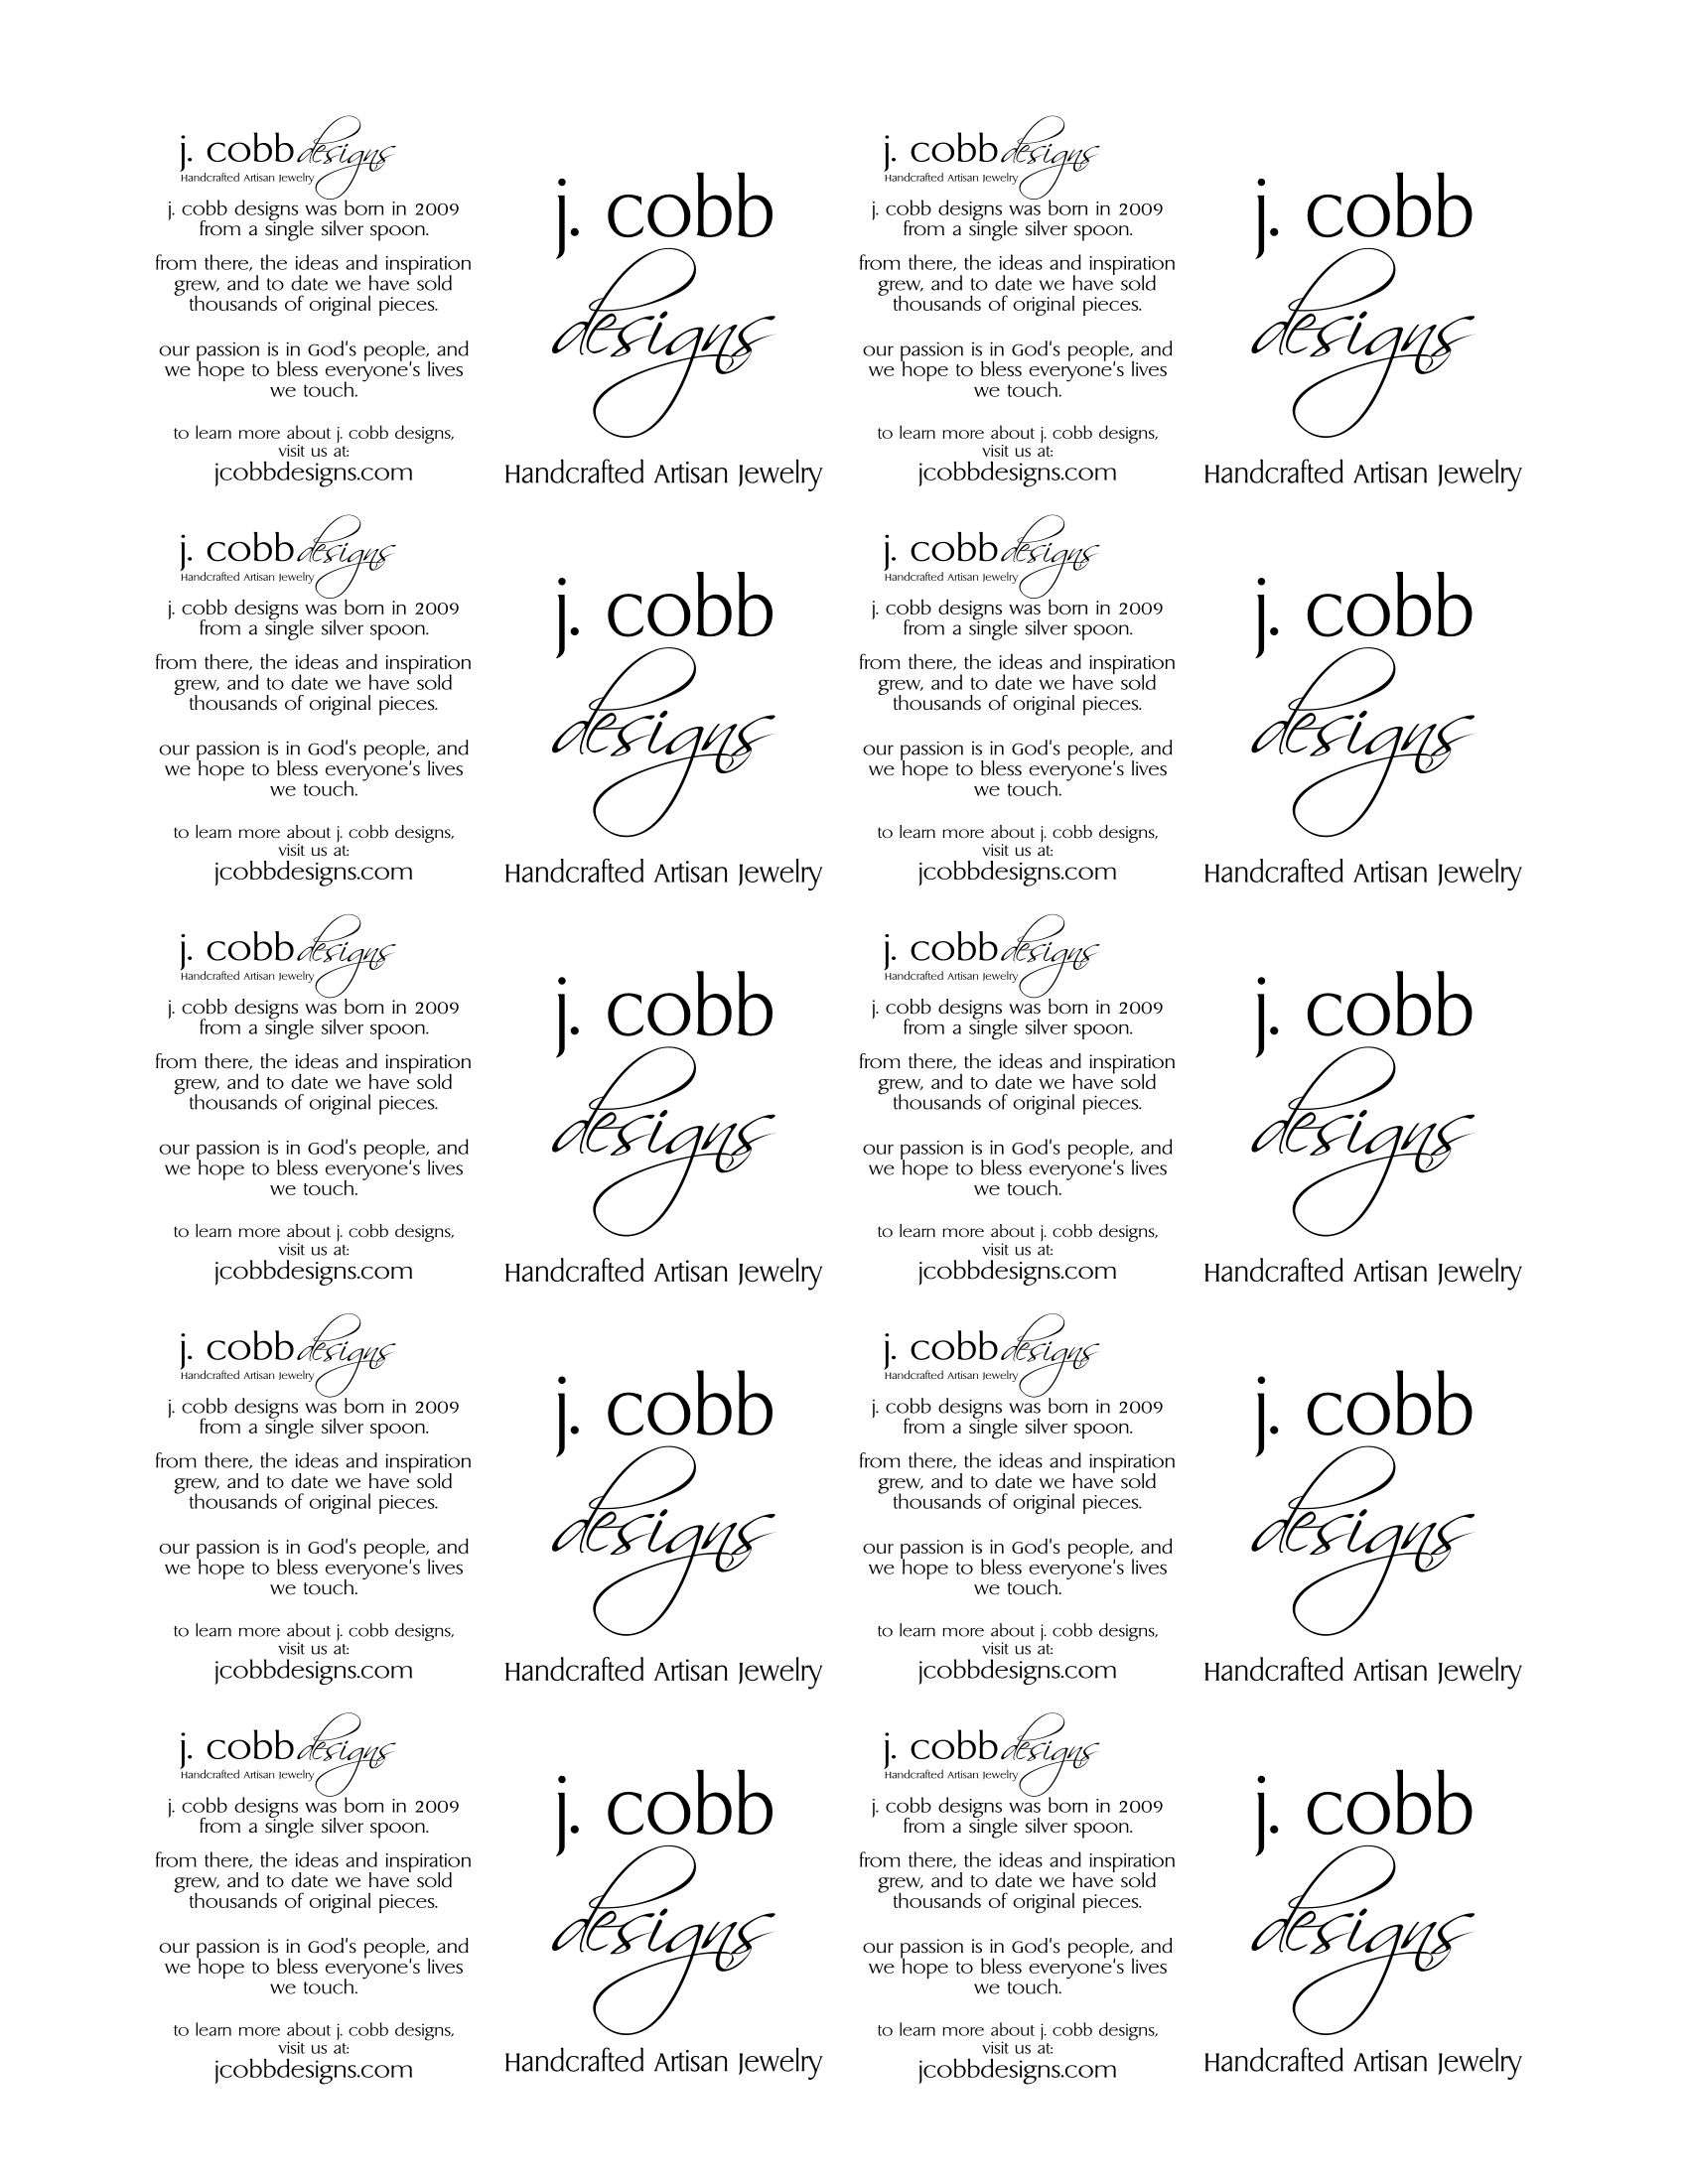 j. cobb designs
Handcrafted Artisan Jewelry
j. cobb designs was born in 2009
from a single silver spoon.
from there, the ideas and inspiration
grew, and to date we have sold
thousands of original pieces.
our passion is in God's people, and
we hope to bless everyone's lives
we touch.
to learn more about j. cobb designs,
visit us at:
jcobbdesigns.com
j. cobb
designs
Handcrafted Artisan Jewelry
j. cobb designs
Handcrafted Artisan Jewelry
j. cobb designs was born in 2009
from a single silver spoon.
from there, the ideas and inspiration
grew, and to date we have sold
thousands of original pieces.
our passion is in God's people, and
we hope to bless everyone's lives
we touch.
to learn more about j. cobb designs,
visit us at:
jcobbdesigns.com
j. cobb
designs
Handcrafted Artisan Jewelry
j. cobb designs
Handcrafted Artisan Jewelry
j. cobb designs was born in 2009
from a single silver spoon.
from there, the ideas and inspiration
grew, and to date we have sold
thousands of original pieces.
our passion is in God's people, and
we hope to bless everyone's lives
we touch.
to learn more about j. cobb designs,
visit us at:
jcobbdesigns.com
j. cobb
designs
Handcrafted Artisan Jewelry
j. cobb designs
Handcrafted Artisan Jewelry
j. cobb designs was born in 2009
from a single silver spoon.
from there, the ideas and inspiration
grew, and to date we have sold
thousands of original pieces.
our passion is in God's people, and
we hope to bless everyone's lives
we touch.
to learn more about j. cobb designs,
visit us at:
jcobbdesigns.com
j. cobb
designs
Handcrafted Artisan Jewelry
j. cobb designs
Handcrafted Artisan Jewelry
j. cobb designs was born in 2009
from a single silver spoon.
from there, the ideas and inspiration
grew, and to date we have sold
thousands of original pieces.
our passion is in God's people, and
we hope to bless everyone's lives
we touch.
to learn more about j. cobb designs,
visit us at:
jcobbdesigns.com
j. cobb
designs
Handcrafted Artisan Jewelry
j. cobb designs
Handcrafted Artisan Jewelry
j. cobb designs was born in 2009
from a single silver spoon.
from there, the ideas and inspiration
grew, and to date we have sold
thousands of original pieces.
our passion is in God's people, and
we hope to bless everyone's lives
we touch.
to learn more about j. cobb designs,
visit us at:
jcobbdesigns.com
j. cobb
designs
Handcrafted Artisan Jewelry
j. cobb designs
Handcrafted Artisan Jewelry
j. cobb designs was born in 2009
from a single silver spoon.
from there, the ideas and inspiration
grew, and to date we have sold
thousands of original pieces.
our passion is in God's people, and
we hope to bless everyone's lives
we touch.
to learn more about j. cobb designs,
visit us at:
jcobbdesigns.com
j. cobb
designs
Handcrafted Artisan Jewelry
j. cobb designs
Handcrafted Artisan Jewelry
j. cobb designs was born in 2009
from a single silver spoon.
from there, the ideas and inspiration
grew, and to date we have sold
thousands of original pieces.
our passion is in God's people, and
we hope to bless everyone's lives
we touch.
to learn more about j. cobb designs,
visit us at:
jcobbdesigns.com
j. cobb
designs
Handcrafted Artisan Jewelry
j. cobb designs
Handcrafted Artisan Jewelry
j. cobb designs was born in 2009
from a single silver spoon.
from there, the ideas and inspiration
grew, and to date we have sold
thousands of original pieces.
our passion is in God's people, and
we hope to bless everyone's lives
we touch.
to learn more about j. cobb designs,
visit us at:
jcobbdesigns.com
j. cobb
designs
Handcrafted Artisan Jewelry
j. cobb designs
Handcrafted Artisan Jewelry
j. cobb designs was born in 2009
from a single silver spoon.
from there, the ideas and inspiration
grew, and to date we have sold
thousands of original pieces.
our passion is in God's people, and
we hope to bless everyone's lives
we touch.
to learn more about j. cobb designs,
visit us at:
jcobbdesigns.com
j. cobb
designs
Handcrafted Artisan Jewelry